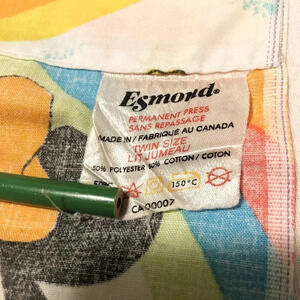 Esmond®
PERMANENT PRESS
SANS REPASSAGE
MADE IN / FABRIQUÉ AU CANADA
TWIN SIZE
LIT JUMEAU
50% POLYESTER 50% COTTON / COTON
150°C
CA00007